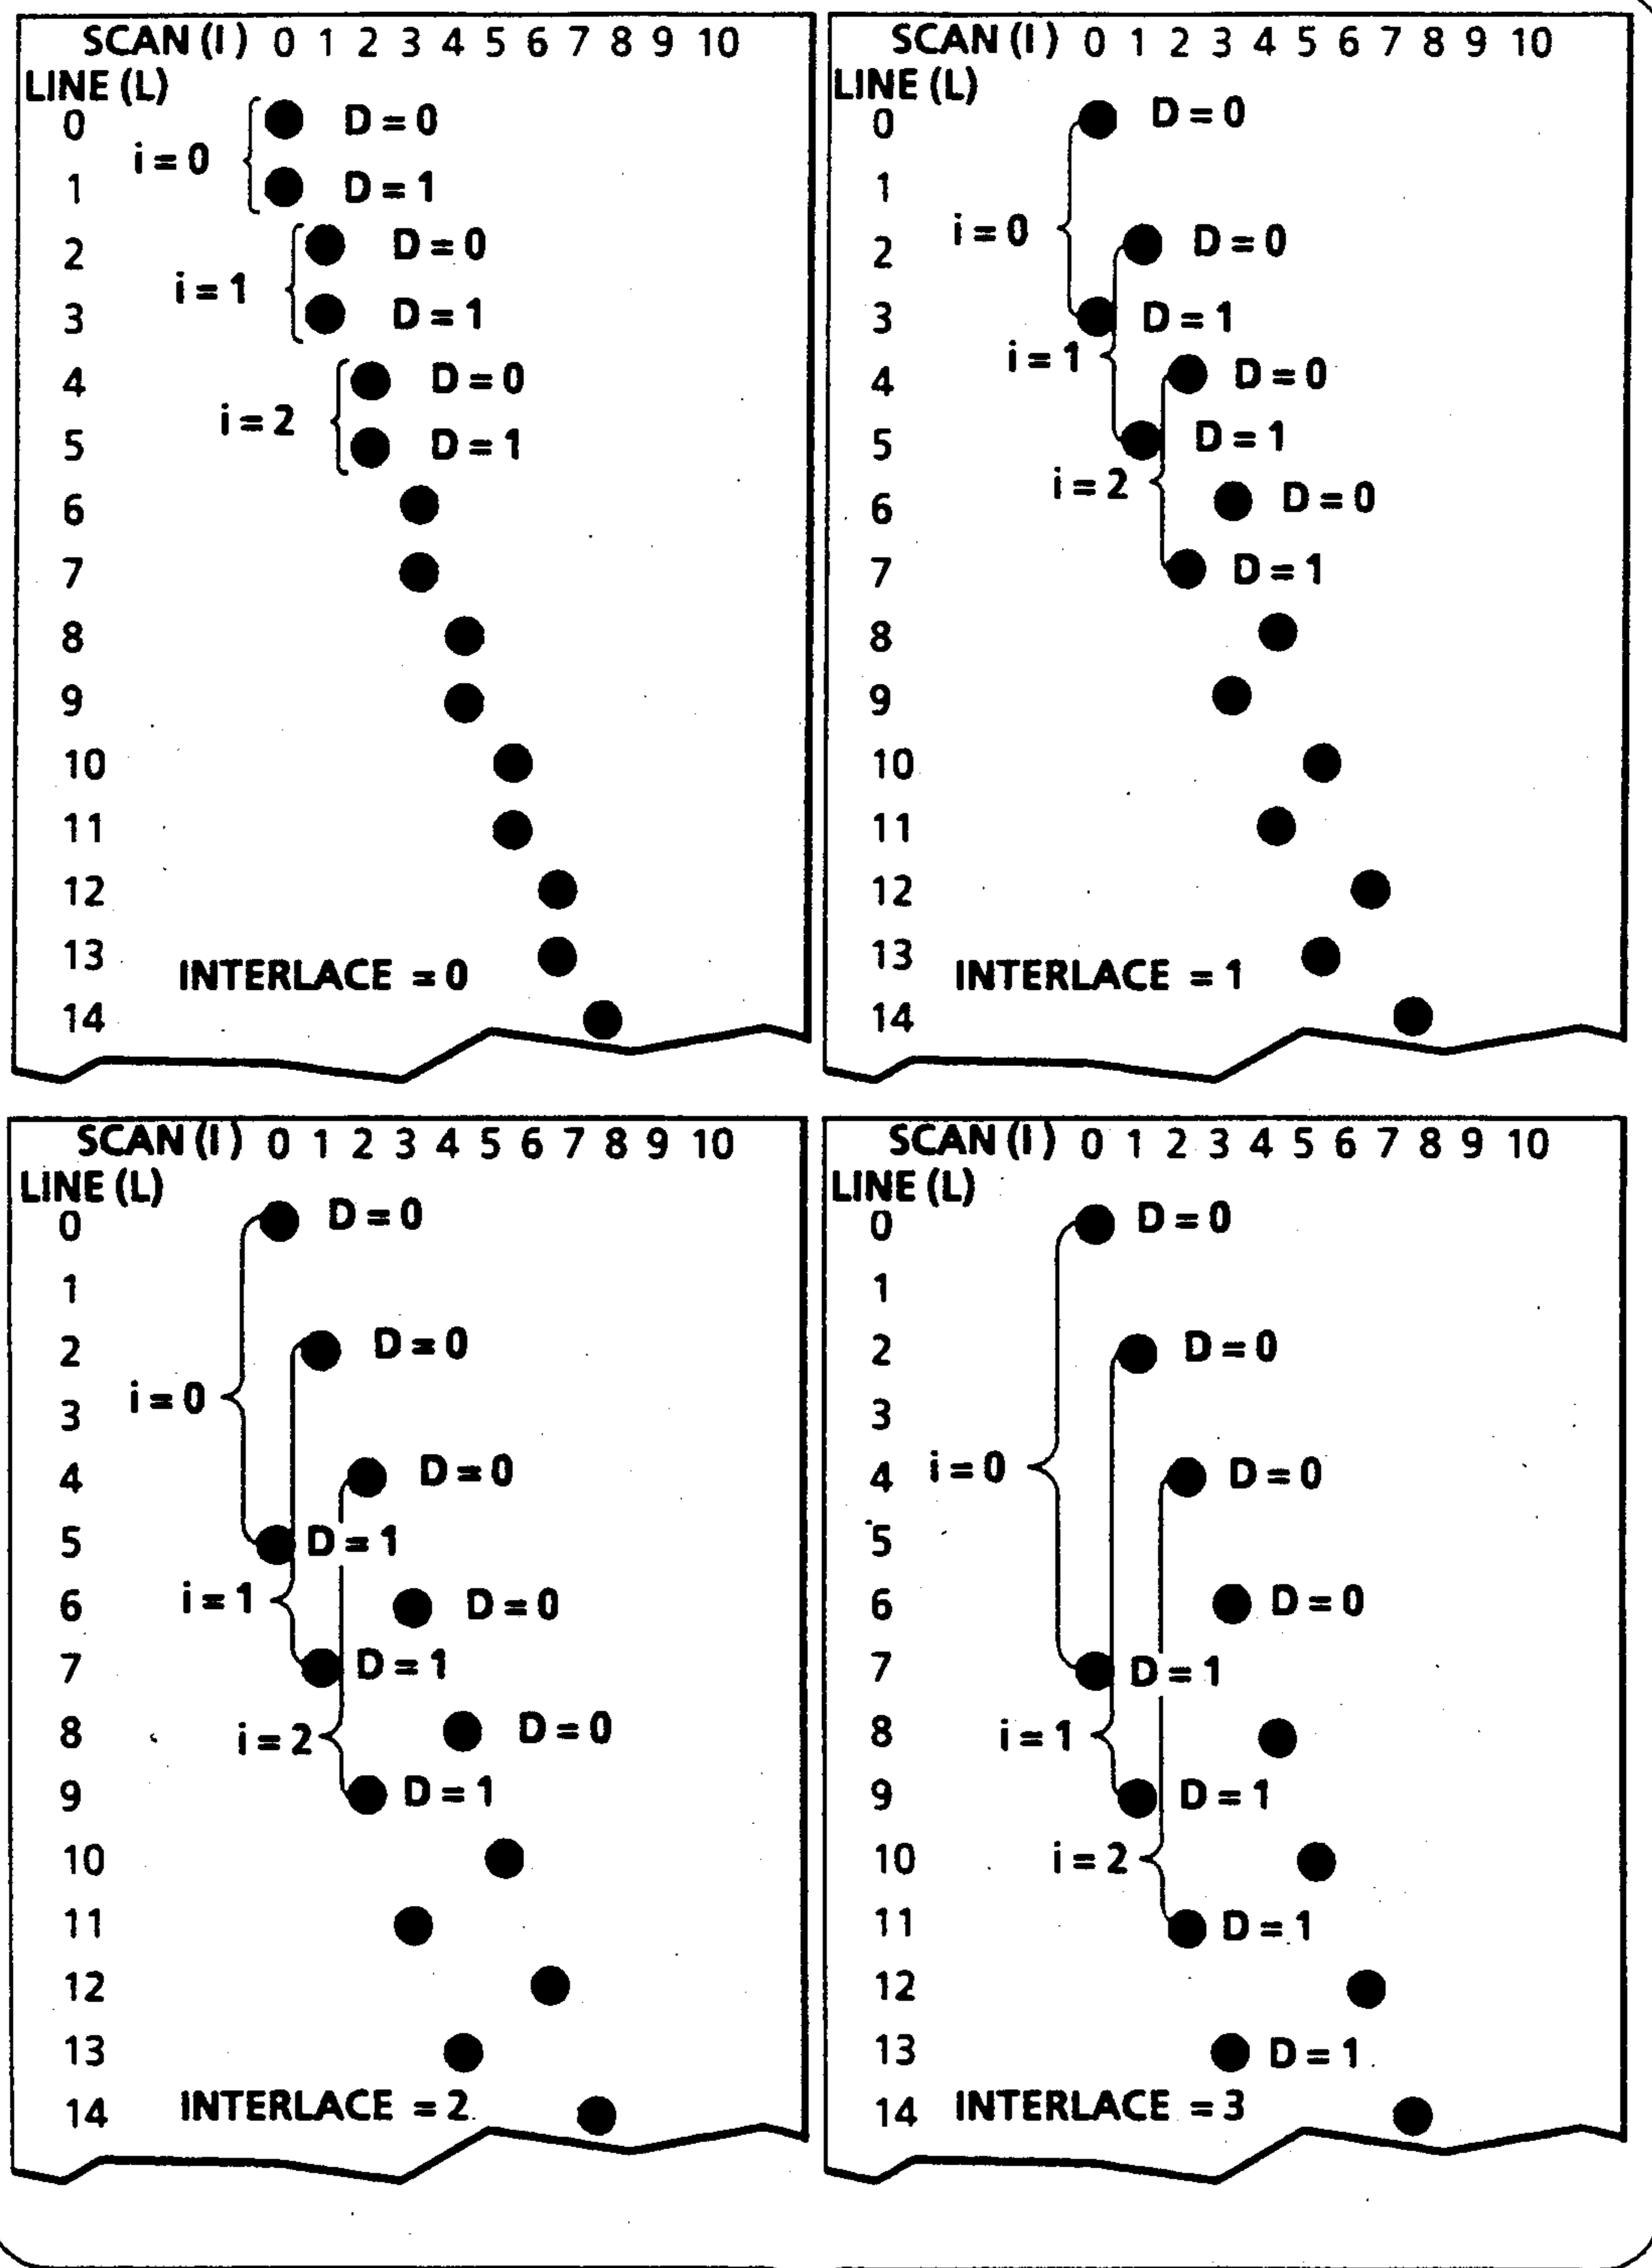 SCAN (I) 0 1 2 3 4 5 6 7 8 9 10
LINE (L)
0 D = 0
i = 0
1 D = 1
2 D = 0
i = 1
3 D = 1
4 D = 0
i = 2
5 D = 1
6
7
8
9
10
11
12
13 INTERLACE = 0
14
SCAN (I) 0 1 2 3 4 5 6 7 8 9 10
LINE (L)
0 D = 0
1
i = 0
2 D = 0
3 D = 1
i = 1
4 D = 0
5 D = 1
i = 2
6 D = 0
7 D = 1
8
9
10
11
12
13 INTERLACE = 1
14
SCAN (I) 0 1 2 3 4 5 6 7 8 9 10
LINE (L)
0 D = 0
1
2 D = 0
i = 0
3
4 D = 0
5 D = 1
i = 1
6 D = 0
7 D = 1
8 D = 0
i = 2
9 D = 1
10
11
12
13
14 INTERLACE = 2
SCAN (I) 0 1 2 3 4 5 6 7 8 9 10
LINE (L)
0 D = 0
1
2 D = 0
3
i = 0
4 D = 0
5
6 D = 0
7 D = 1
8
i = 1
9 D = 1
10
i = 2
11 D = 1
12
13 D = 1
14 INTERLACE = 3